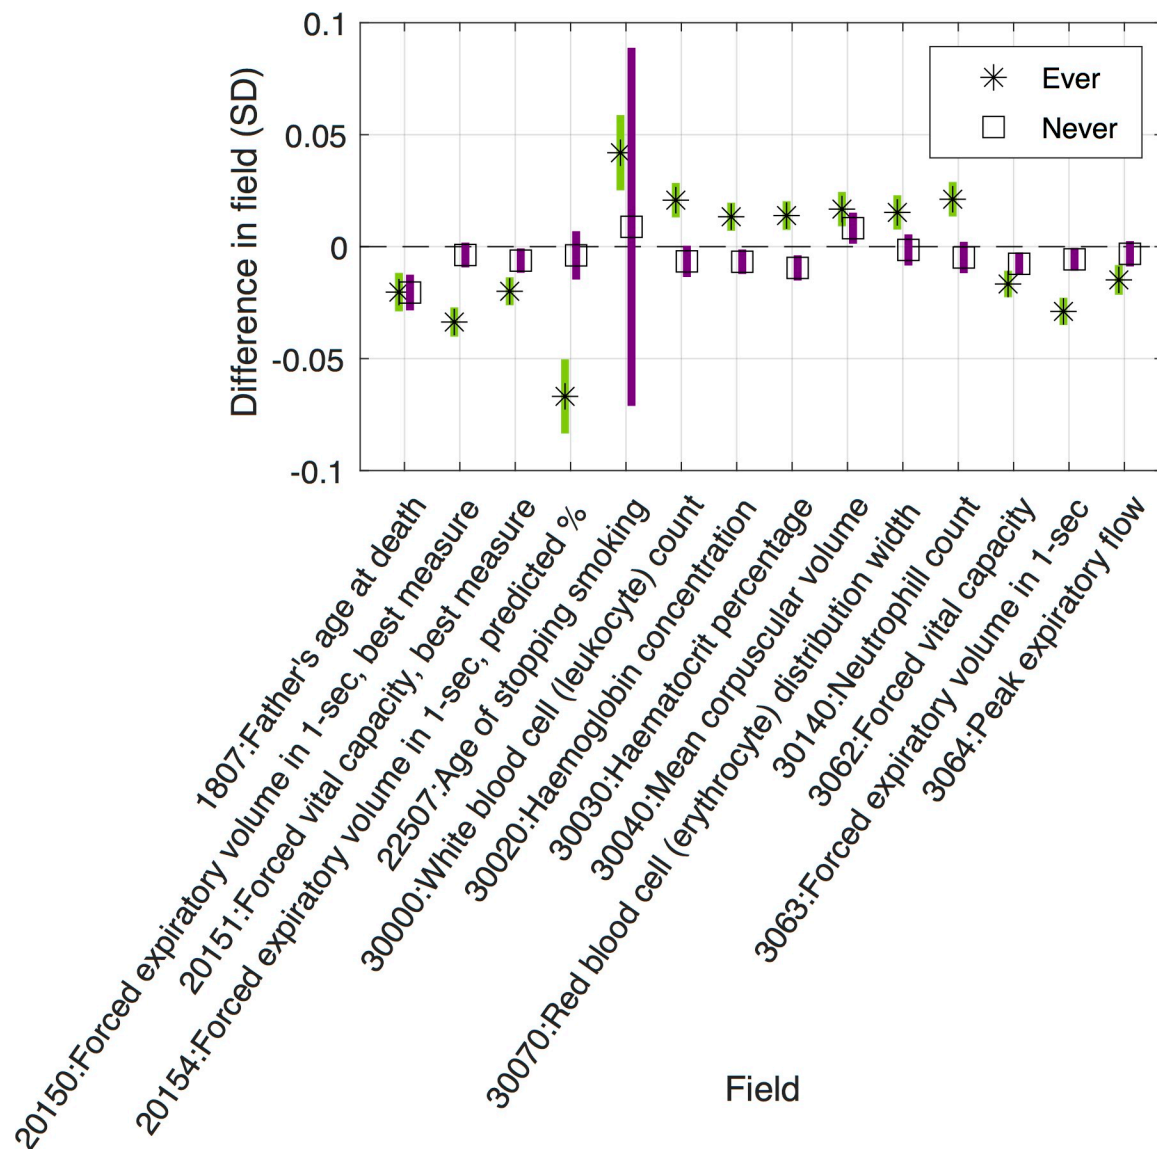 0.1
0.05
0
-0.05
-0.1
Difference in field (SD)
Ever
Never
1807:Father's age at death
20150:Forced expiratory volume in 1-sec, best measure
20151:Forced vital capacity, best measure
20154:Forced expiratory volume in 1-sec, predicted %
22507:Age of stopping smoking
30000:White blood cell (leukocyte) count
30020:Haemoglobin concentration
30030:Haematocrit percentage
30040:Mean corpuscular volume
30070:Red blood cell (erythrocyte) distribution width
30140:Neutrophill count
3062:Forced vital capacity
3063:Forced expiratory volume in 1-sec
3064:Peak expiratory flow
Field